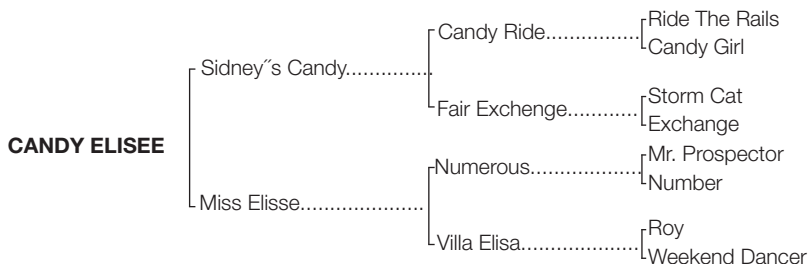 Ride The Rails
Candy Ride...............
Candy Girl
Sidney˝s Candy..............
Storm Cat
Fair Exchenge...........
Exchange
CANDY ELISEE
Mr. Prospector
Numerous.................
Number
Miss Elisse....................
Roy
Villa Elisa..................
Weekend Dancer